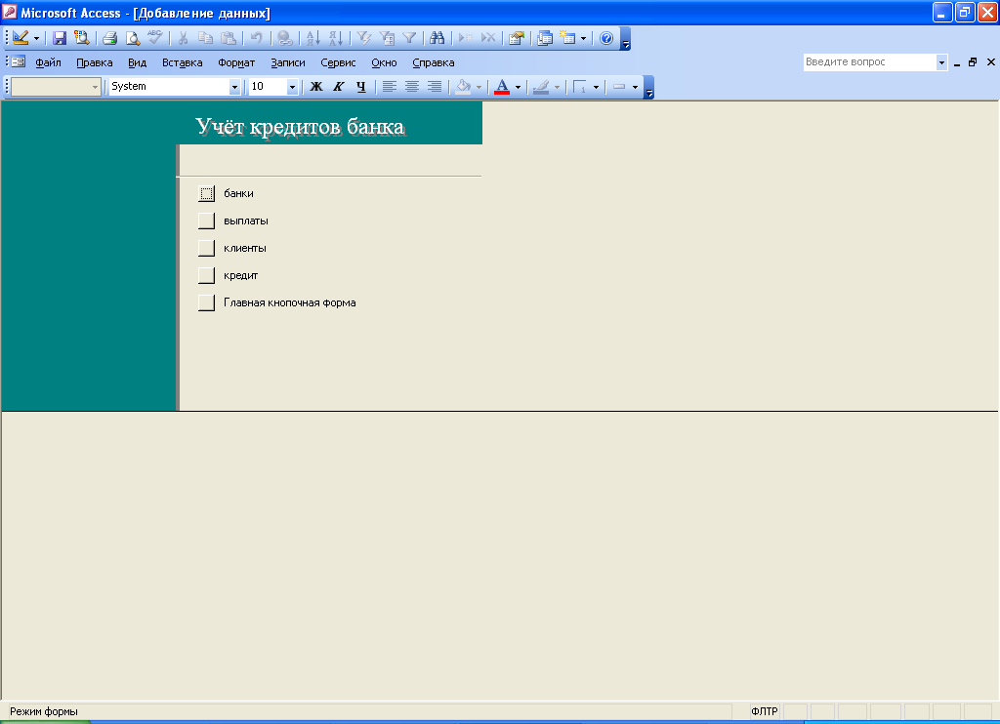 Microsoft Access - [Добавление данных]
Файл Правка Вид Вставка Формат Записи Сервис Окно Справка
Введите вопрос
System 10 Ж К Ч
Учёт кредитов банка
банки
выплаты
клиенты
кредит
Главная кнопочная форма
Режим формы
ФЛТР